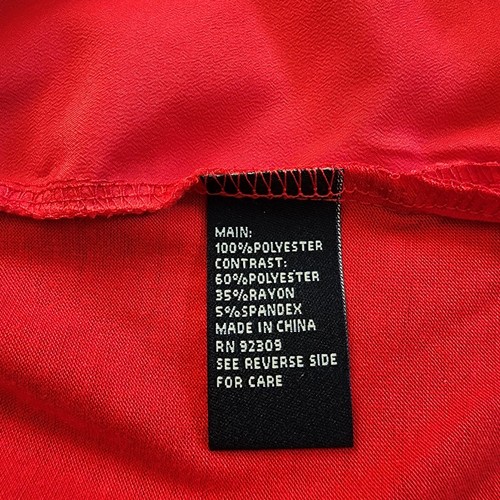 MAIN:
100%POLYESTER
CONTRAST:
60%POLYESTER
35%RAYON
5%SPANDEX
MADE IN CHINA
RN 92309
SEE REVERSE SIDE
FOR CARE